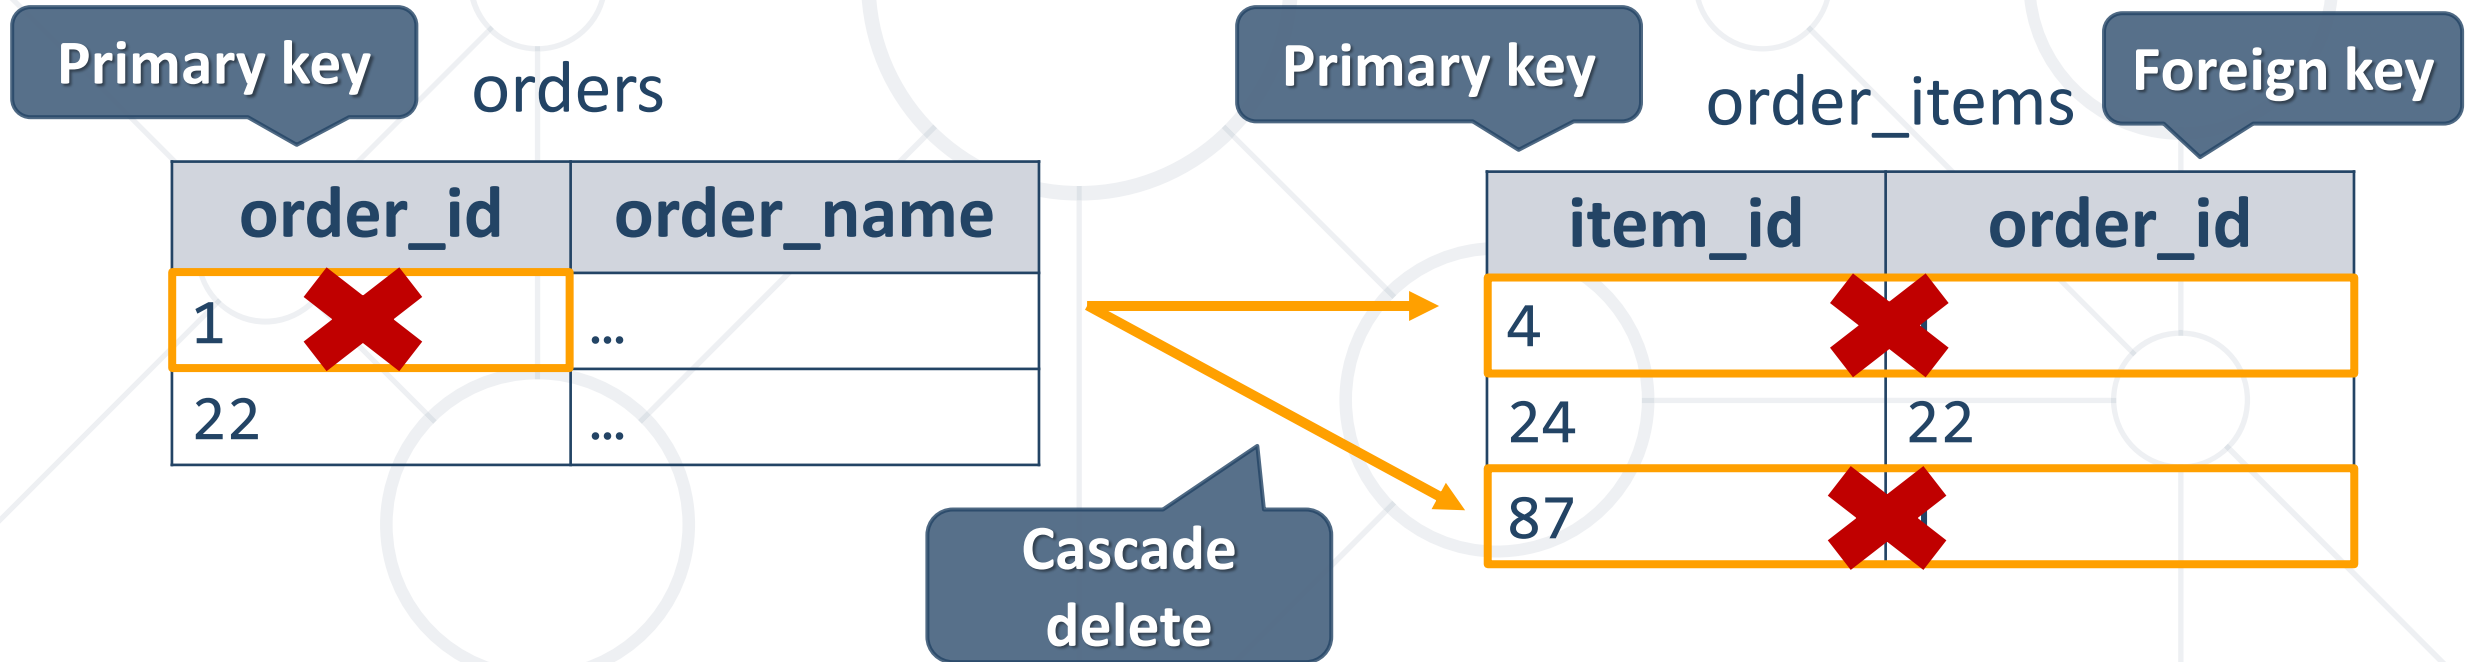 Primary key
orders
order_id order_name
1 …
22 …
Primary key
order_items
Foreign key
item_id order_id
4
24 22
87
Cascade
delete